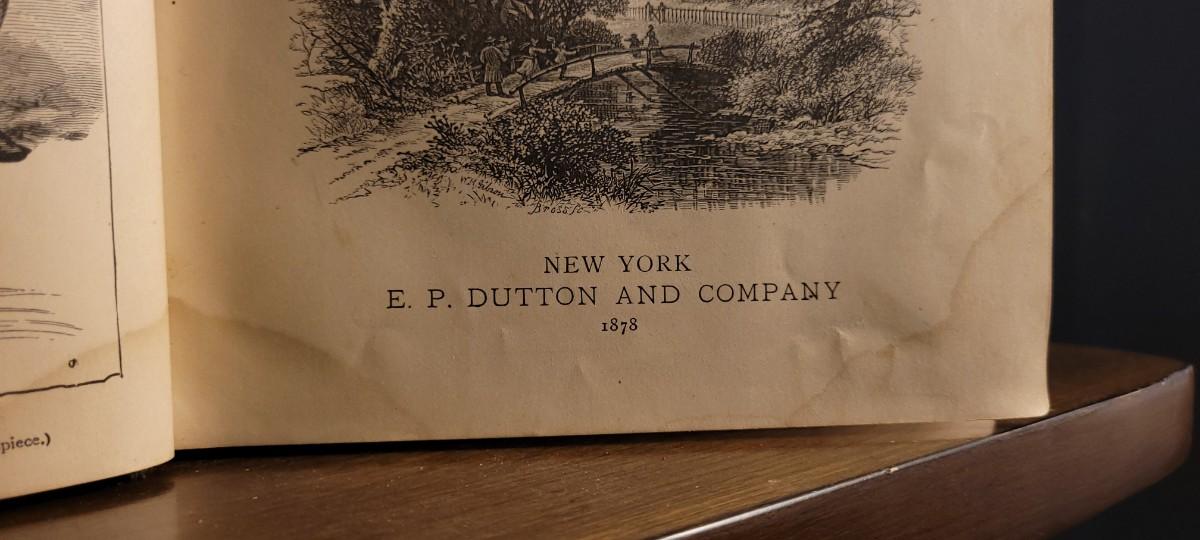 piece.)
NEW YORK
E. P. DUTTON AND COMPANY
1878